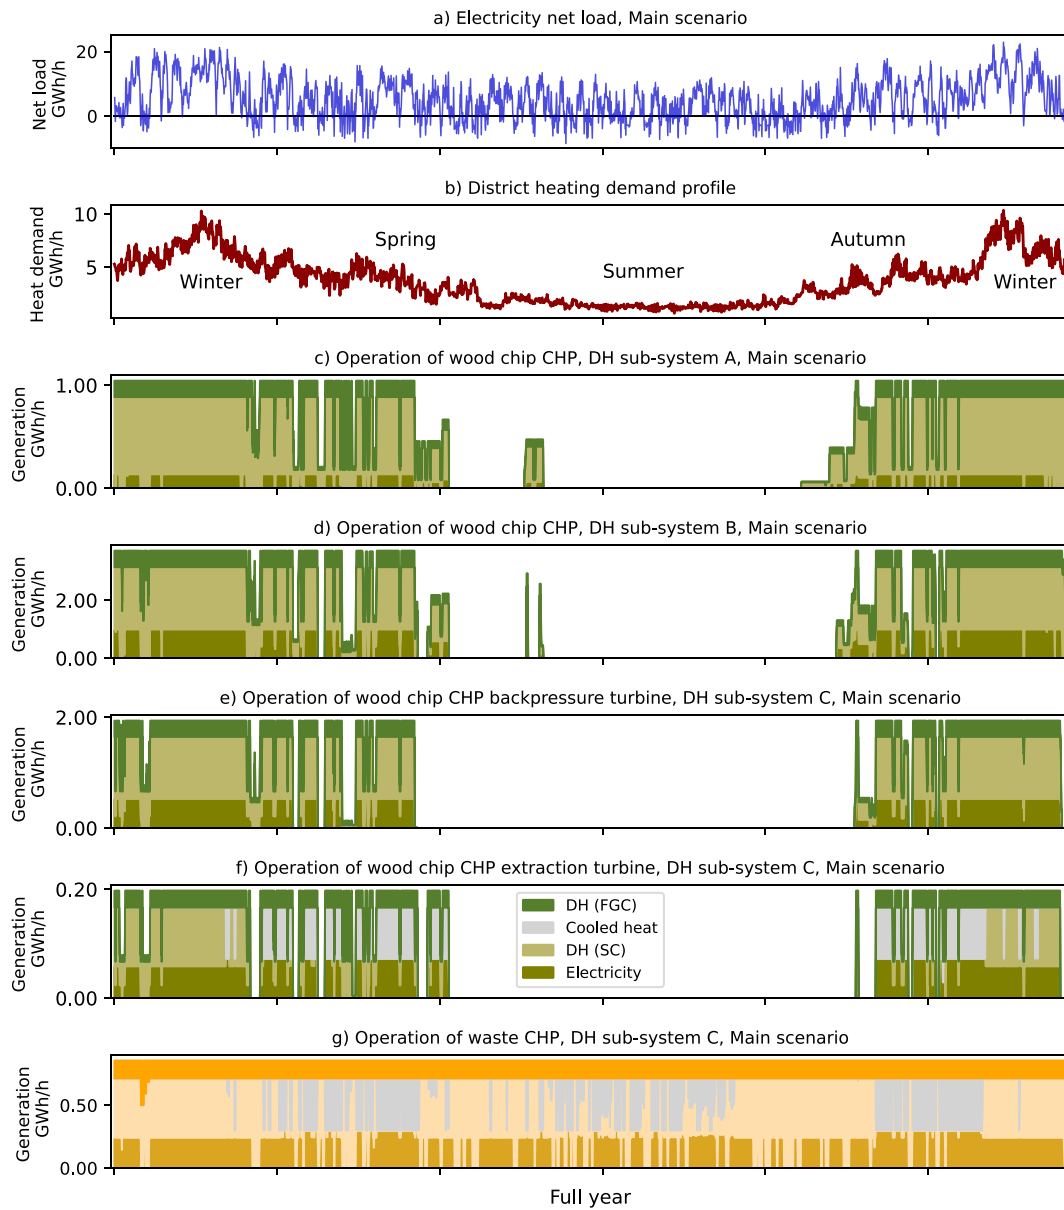 a) Electricity net load, Main scenario
Net load
GWh/h
20
0
b) District heating demand profile
Heat demand
GWh/h
10
5
Winter
Spring
Summer
Autumn
Winter
c) Operation of wood chip CHP, DH sub-system A, Main scenario
Generation
GWh/h
1.00
0.00
d) Operation of wood chip CHP, DH sub-system B, Main scenario
Generation
GWh/h
2.00
0.00
e) Operation of wood chip CHP backpressure turbine, DH sub-system C, Main scenario
Generation
GWh/h
2.00
0.00
f) Operation of wood chip CHP extraction turbine, DH sub-system C, Main scenario
Generation
GWh/h
0.20
0.00
DH (FGC)
Cooled heat
DH (SC)
Electricity
g) Operation of waste CHP, DH sub-system C, Main scenario
Generation
GWh/h
0.50
0.00
Full year